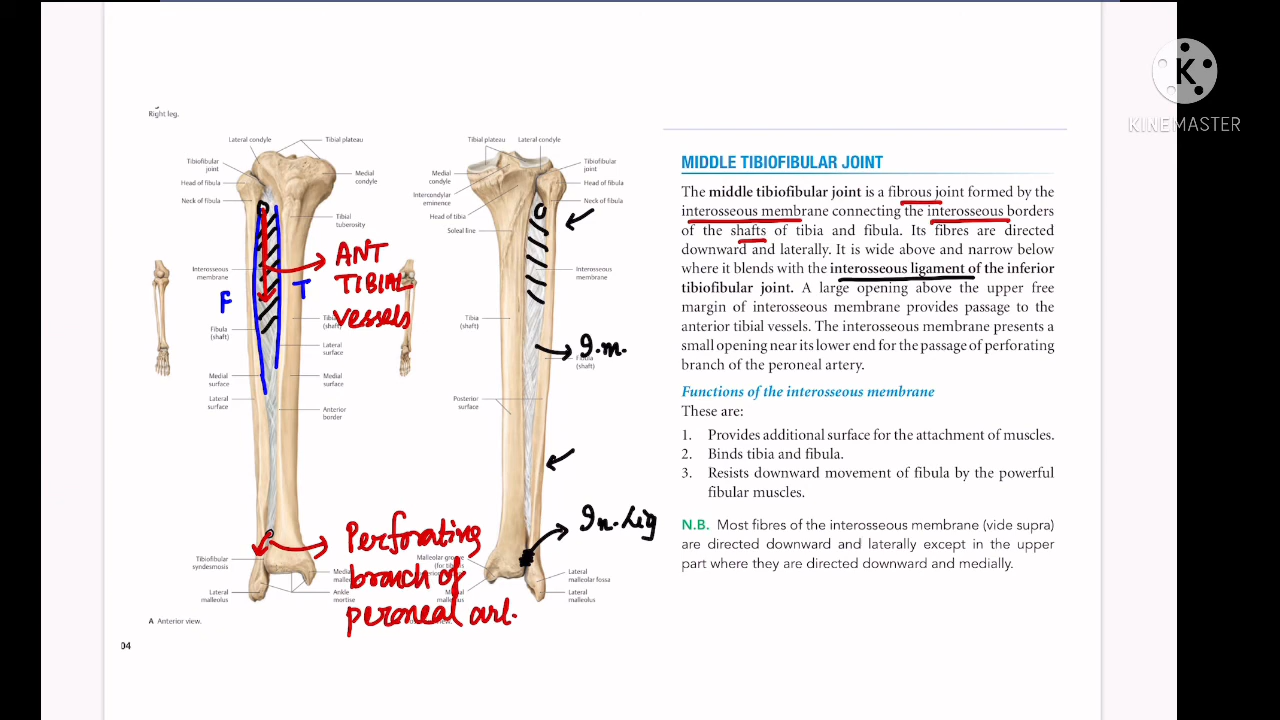 Right leg.
KINEMASTER
Lateral condyle
Tibial plateau
Tibiofibular
joint
Medial
condyle
Head of fibula
Neck of fibula
Tibial
tuberosity
Interosseous
membrane
ANT
TIBIAL
vessels
F
T
Fibula
(shaft)
Lateral
surface
Medial
surface
Medial
surface
Lateral
surface
Anterior
border
Tibiofibular
syndesmosis
Lateral
malleolus
Ankle
mortise
Perforating
branch of
peroneal art.
A Anterior view.
Tibial plateau
Lateral condyle
Medial
condyle
Tibiofibular
joint
Intercondylar
eminence
Head of fibula
Head of tibia
Neck of fibula
Soleal line
Interosseous
membrane
Tibia
(shaft)
I.m.
(shaft)
Posterior
surface
In. Lig
Lateral
malleolar fossa
Lateral
malleolus
04
MIDDLE TIBIOFIBULAR JOINT
The middle tibiofibular joint is a fibrous joint formed by the
interosseous membrane connecting the interosseous borders
of the shafts of tibia and fibula. Its fibres are directed
downward and laterally. It is wide above and narrow below
where it blends with the interosseous ligament of the inferior
tibiofibular joint. A large opening above the upper free
margin of interosseous membrane provides passage to the
anterior tibial vessels. The interosseous membrane presents a
small opening near its lower end for the passage of perforating
branch of the peroneal artery.
Functions of the interosseous membrane
These are:
1. Provides additional surface for the attachment of muscles.
2. Binds tibia and fibula.
3. Resists downward movement of fibula by the powerful
fibular muscles.
N.B. Most fibres of the interosseous membrane (vide supra)
are directed downward and laterally except in the upper
part where they are directed downward and medially.